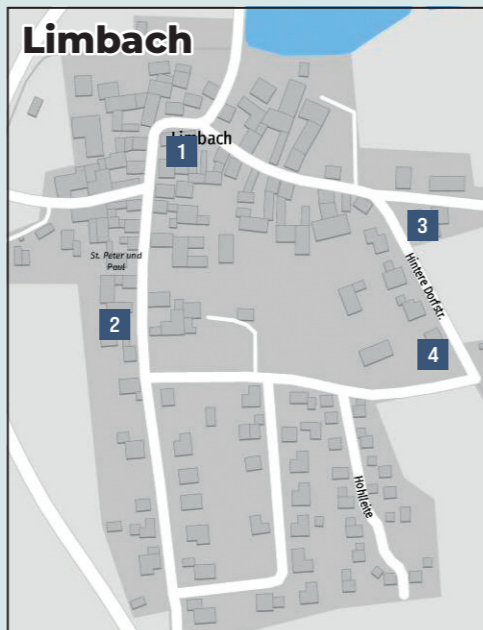 Limbach
Limbach
1
3
St. Peter und
Paul
Hintere Dorfstr.
2
4
Hohlleite